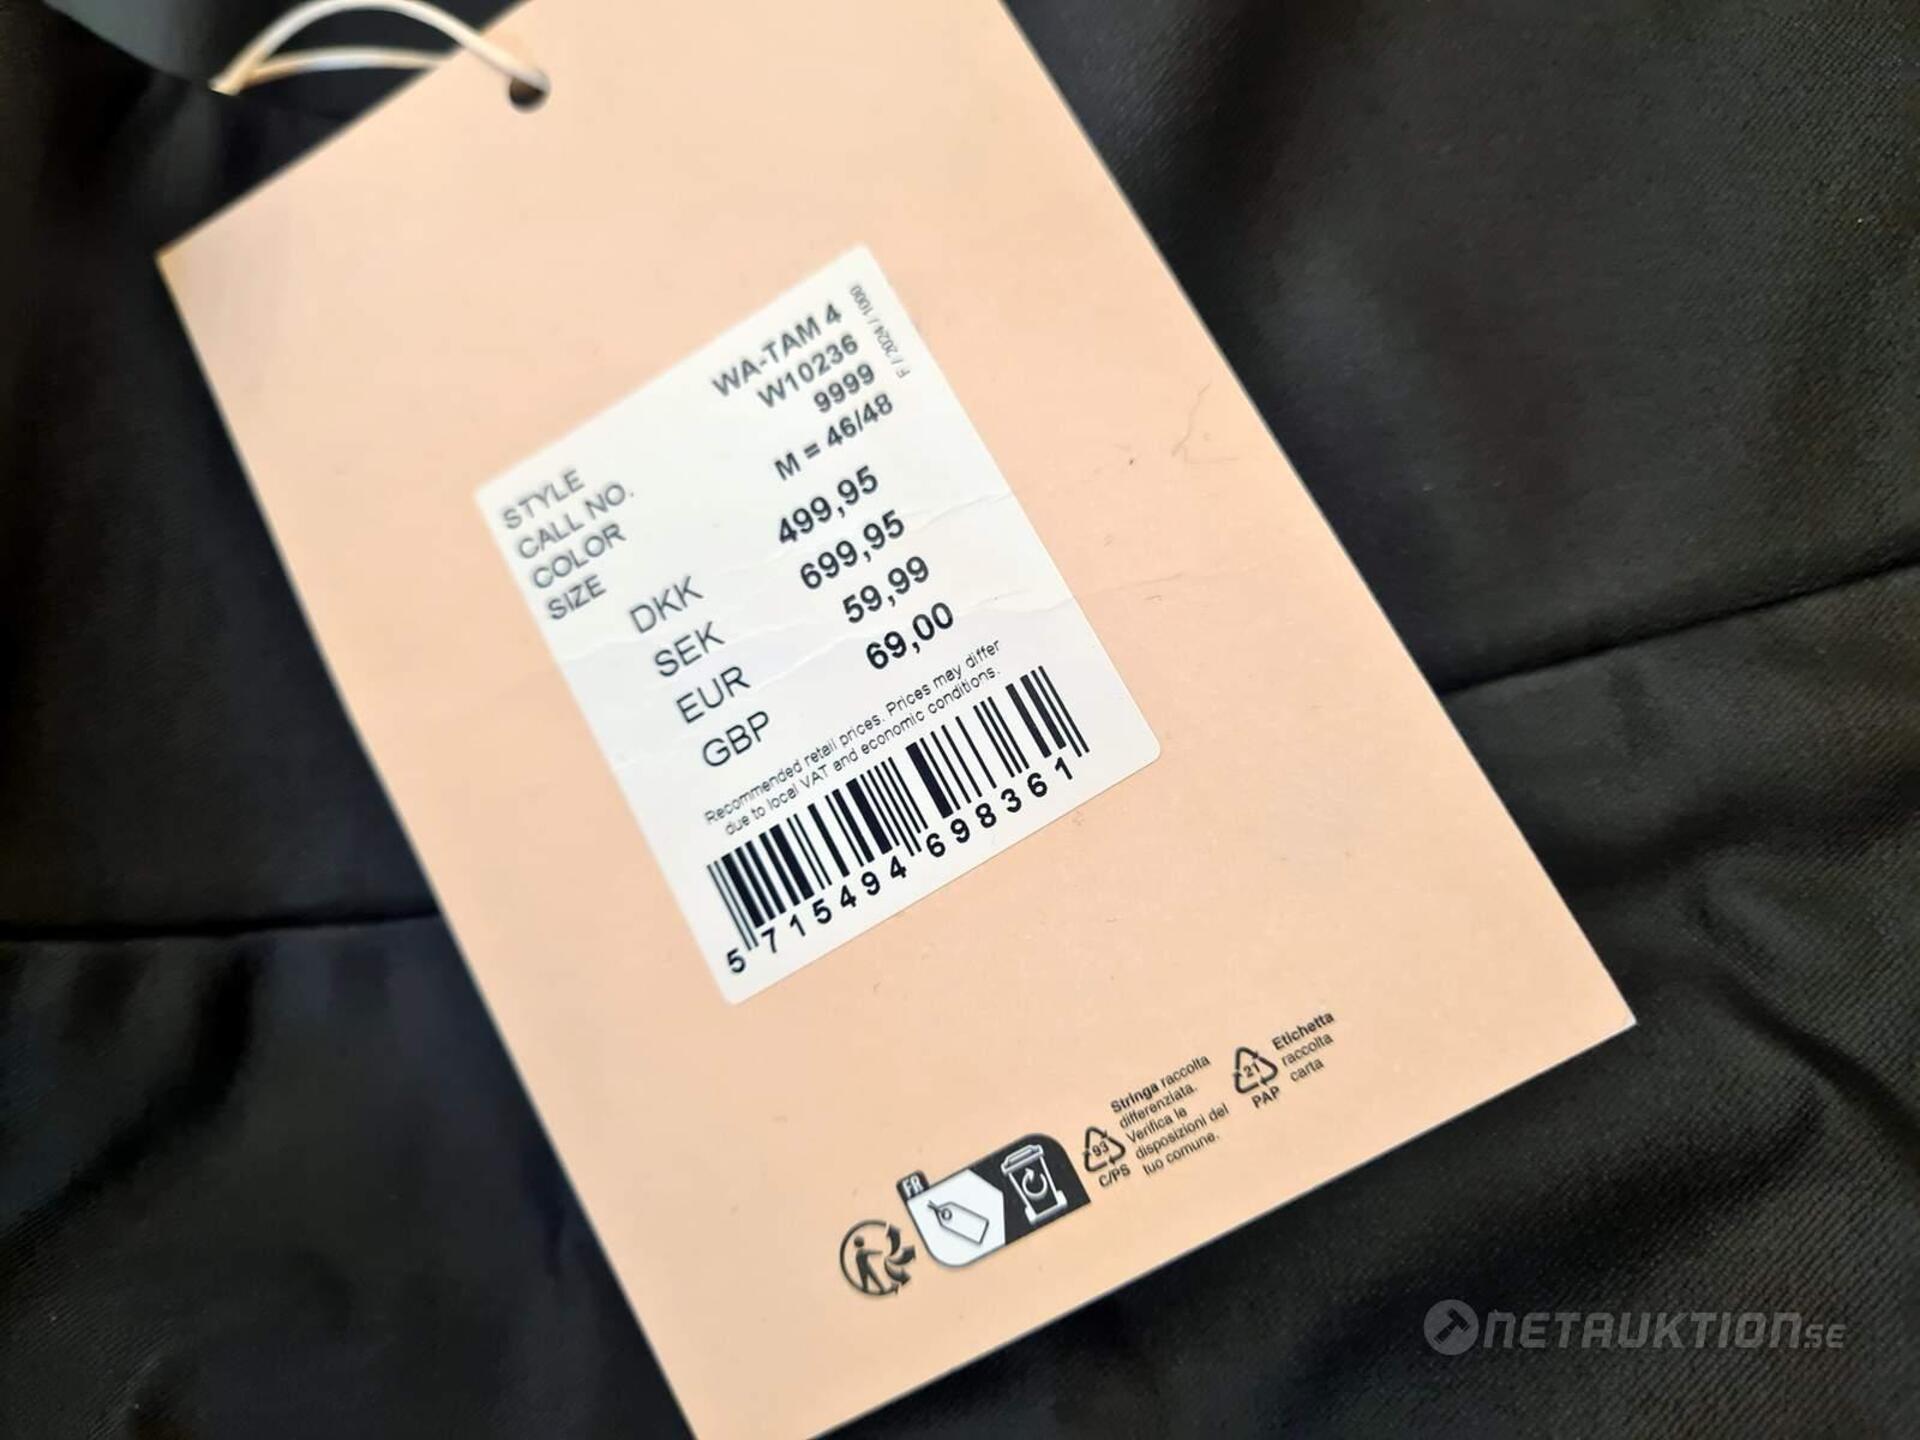 STYLE WA-TAM 4
CALL NO. W10236
COLOR 9999
SIZE M = 46/48
F / 2024 / 1000
DKK 499,95
SEK 699,95
EUR 59,99
GBP 69,00
Recommended retail prices. Prices may differ
due to local VAT and economic conditions.
5 715494 698361
FR
93
C/PS
Stringa raccolta
differenziata.
Verifica le
disposizioni del
tuo comune.
21
PAP
Etichetta
raccolta
carta
NETAUKTION.SE